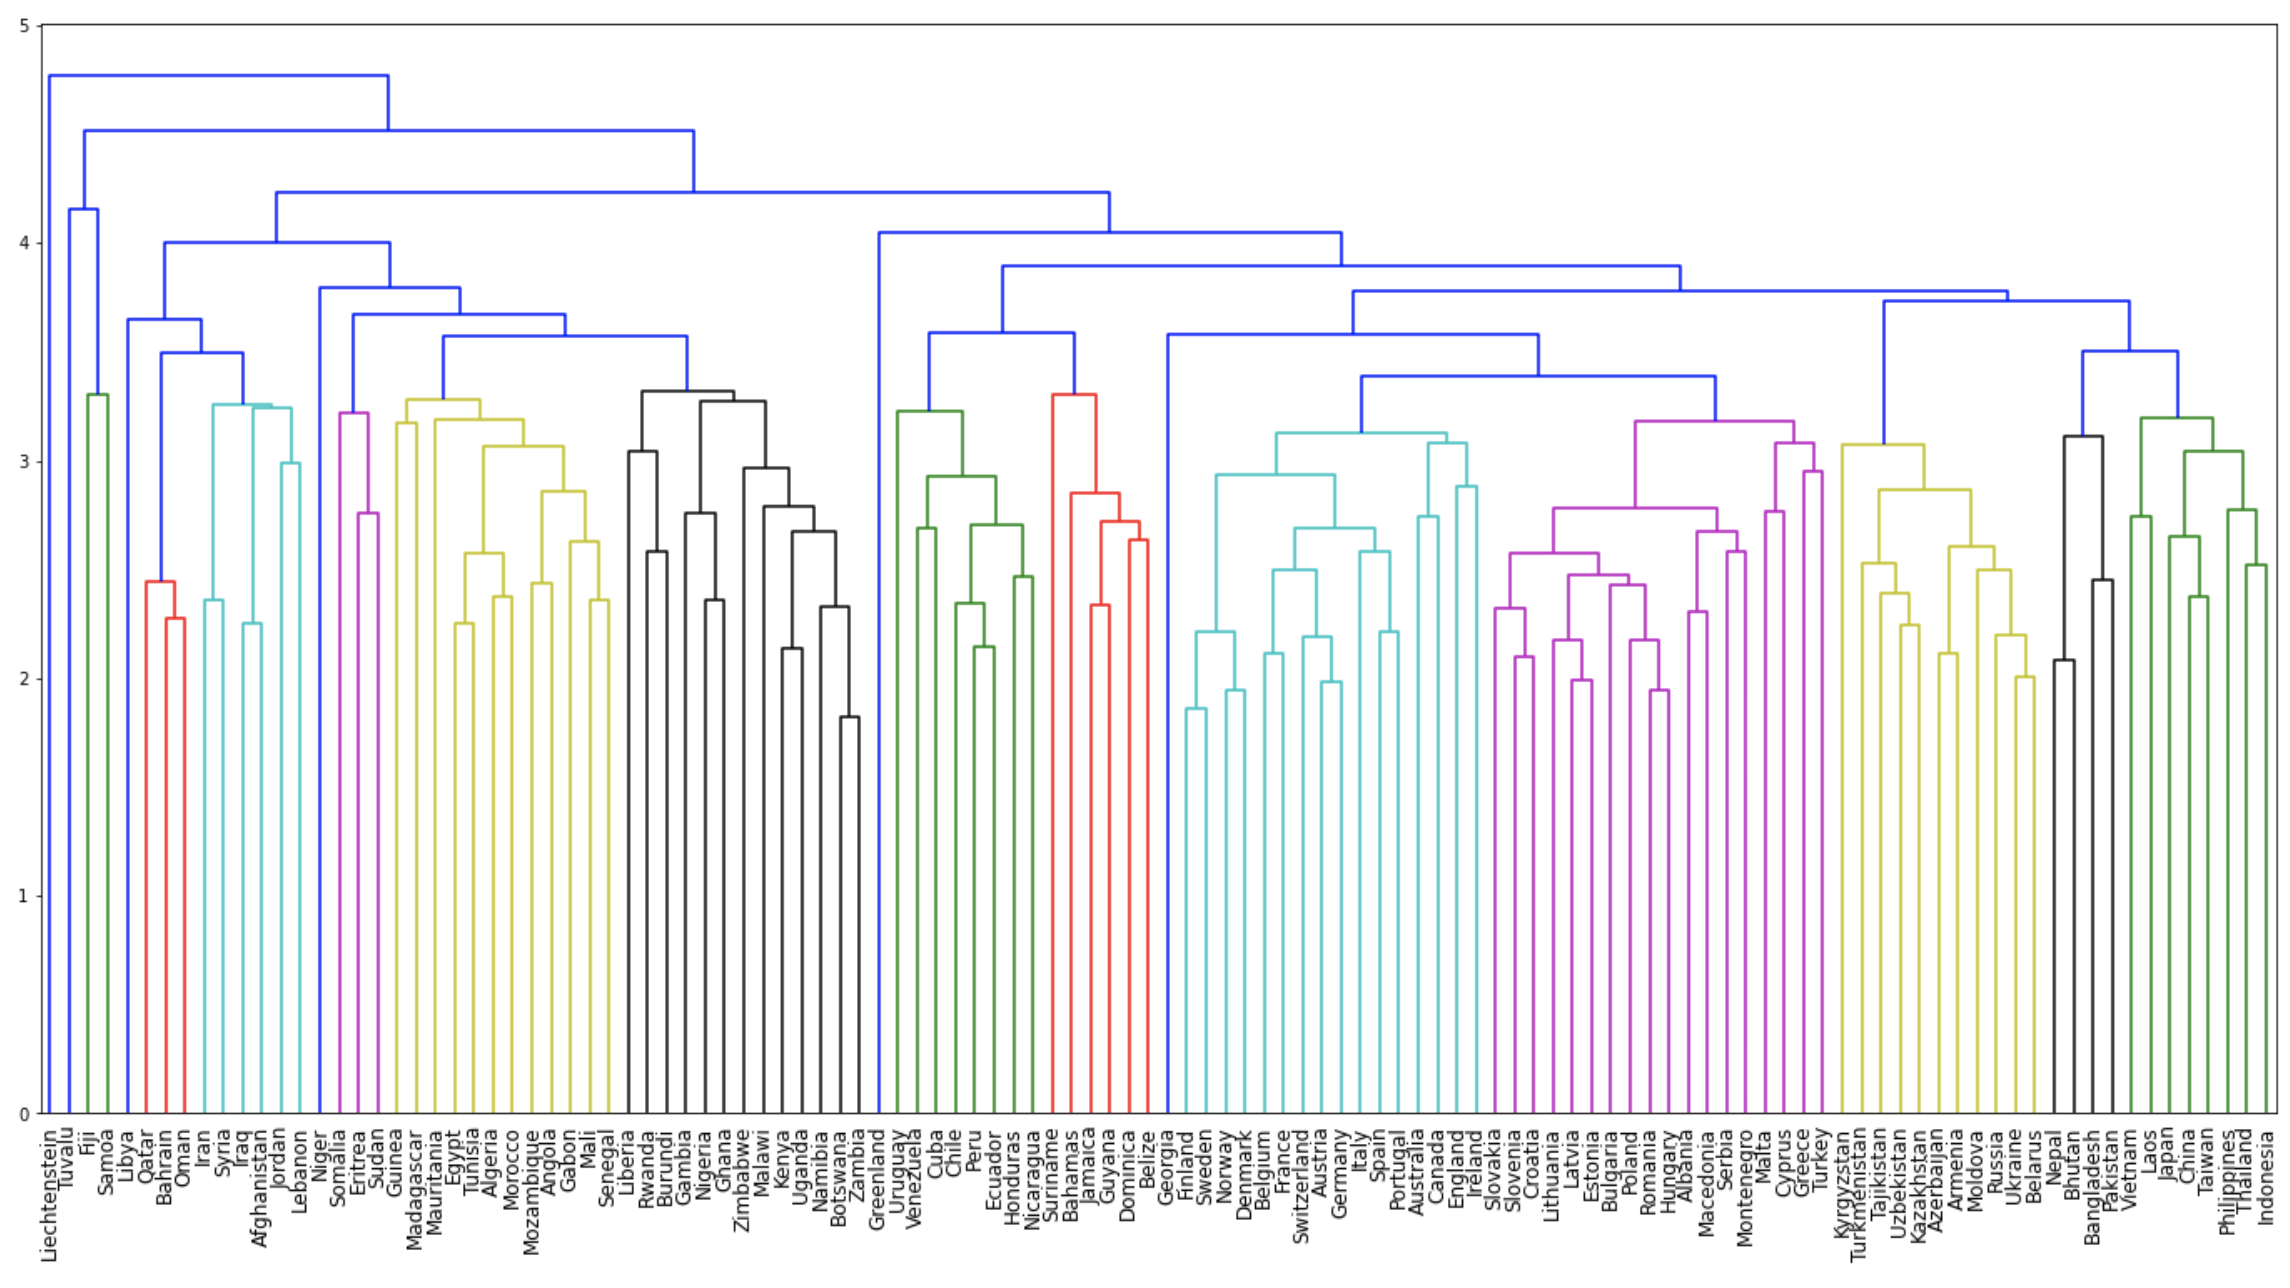 5
4
3
2
1
0
Liechtenstein
Tuvalu
Fiji
Samoa
Libya
Qatar
Bahrain
Oman
Iran
Syria
Iraq
Afghanistan
Jordan
Lebanon
Niger
Somalia
Eritrea
Sudan
Guinea
Madagascar
Mauritania
Egypt
Tunisia
Algeria
Morocco
Mozambique
Angola
Gabon
Mali
Senegal
Liberia
Rwanda
Burundi
Gambia
Nigeria
Ghana
Zimbabwe
Malawi
Kenya
Uganda
Namibia
Botswana
Zambia
Greenland
Uruguay
Venezuela
Cuba
Chile
Peru
Ecuador
Honduras
Nicaragua
Suriname
Bahamas
Jamaica
Guyana
Dominica
Belize
Georgia
Finland
Sweden
Norway
Denmark
Belgium
France
Switzerland
Austria
Germany
Italy
Spain
Portugal
Australia
Canada
England
Ireland
Slovakia
Slovenia
Croatia
Lithuania
Latvia
Estonia
Bulgaria
Poland
Romania
Hungary
Albania
Macedonia
Serbia
Montenegro
Malta
Cyprus
Greece
Turkey
Kyrgyzstan
Turkmenistan
Tajikistan
Uzbekistan
Kazakhstan
Azerbaijan
Armenia
Moldova
Russia
Ukraine
Belarus
Nepal
Bhutan
Bangladesh
Pakistan
Vietnam
Laos
Japan
China
Taiwan
Philippines
Thailand
Indonesia